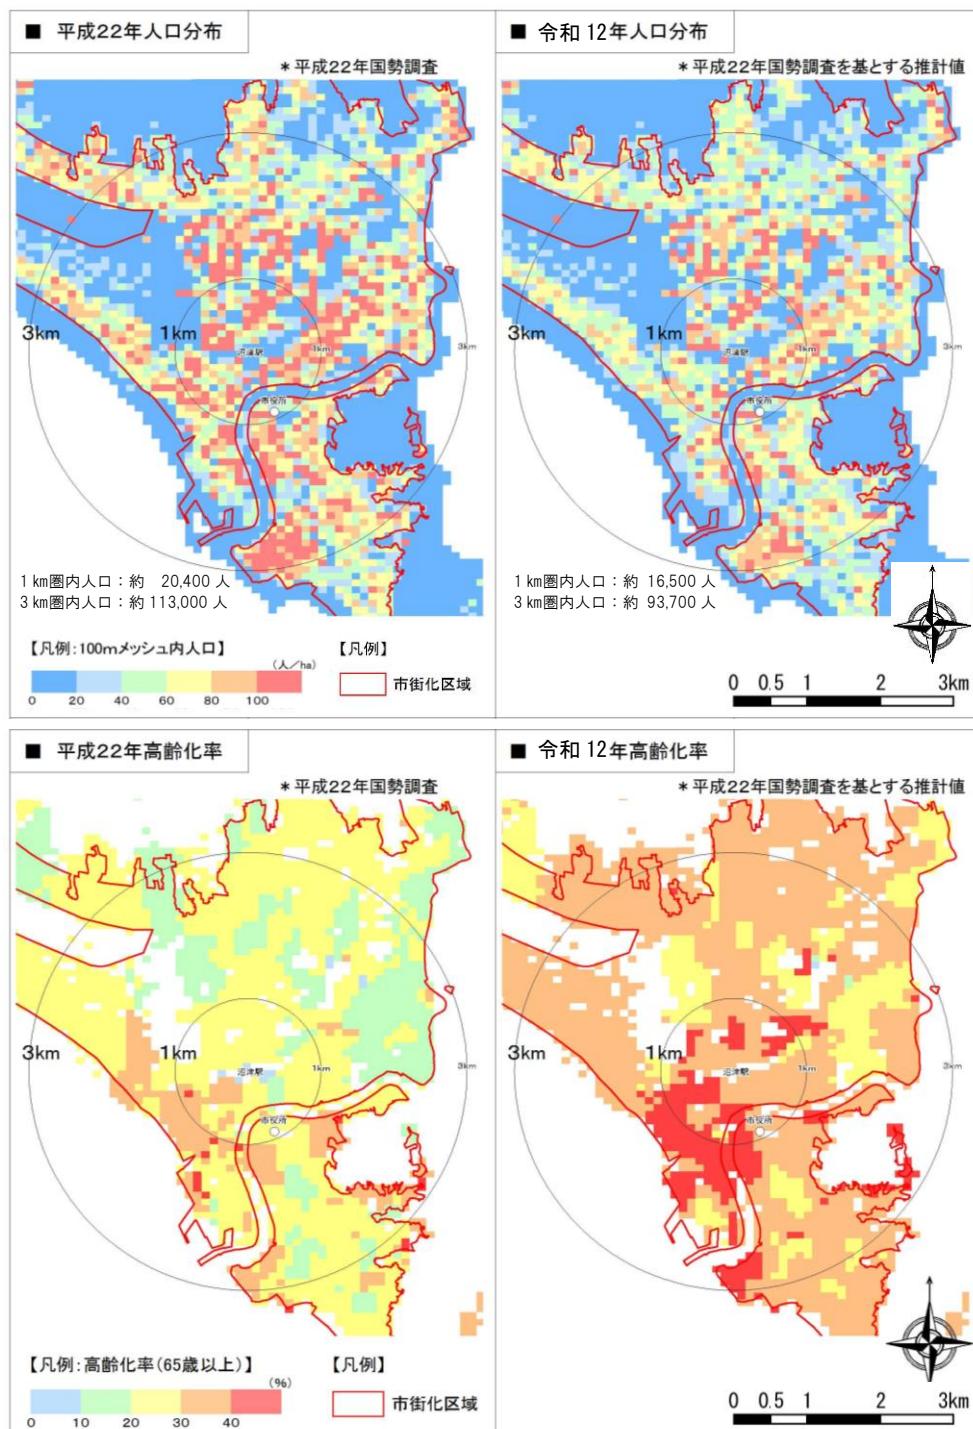 ■ 平成22年人口分布
＊平成22年国勢調査
3km
1km
沼津駅
1km
3km
市役所
1km圏内人口：約 20,400 人
3km圏内人口：約 113,000 人
【凡例：100mメッシュ内人口】
(人／ha)
0 20 40 60 80 100
【凡例】
市街化区域
■ 令和12年人口分布
＊平成22年国勢調査を基とする推計値
3km
1km
沼津駅
1km
3km
市役所
1km圏内人口：約 16,500 人
3km圏内人口：約 93,700 人
0 0.5 1 2 3km
■ 平成22年高齢化率
＊平成22年国勢調査
3km
1km
沼津駅
1km
3km
市役所
【凡例：高齢化率(65歳以上)】
(%)
0 10 20 30 40
【凡例】
市街化区域
■ 令和12年高齢化率
＊平成22年国勢調査を基とする推計値
3km
1km
沼津駅
1km
3km
市役所
0 0.5 1 2 3km